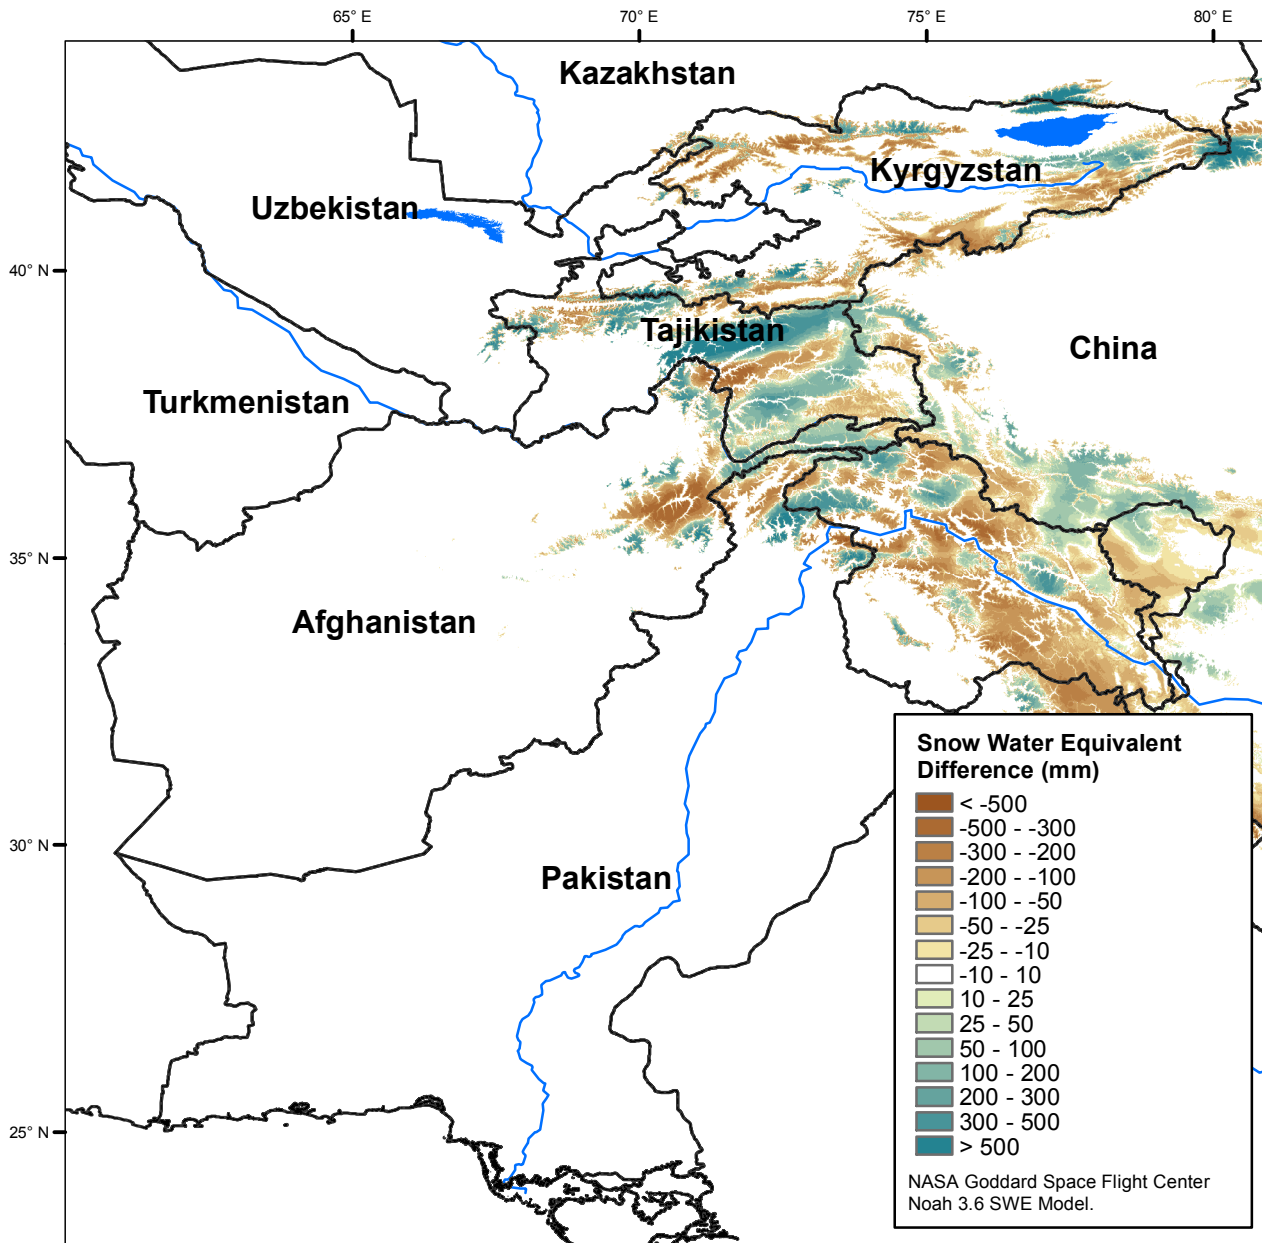 65° E
70° E
75° E
80° E
Kazakhstan
Kyrgyzstan
Uzbekistan
40° N
Tajikistan
China
Turkmenistan
35° N
Afghanistan
Snow Water Equivalent
Difference (mm)
< -500
-500 - -300
-300 - -200
30° N
Pakistan
-200 - -100
-100 - -50
-50 - -25
-25 - -10
-10 - 10
10 - 25
25 - 50
50 - 100
100 - 200
200 - 300
300 - 500
25° N
> 500
NASA Goddard Space Flight Center
Noah 3.6 SWE Model.